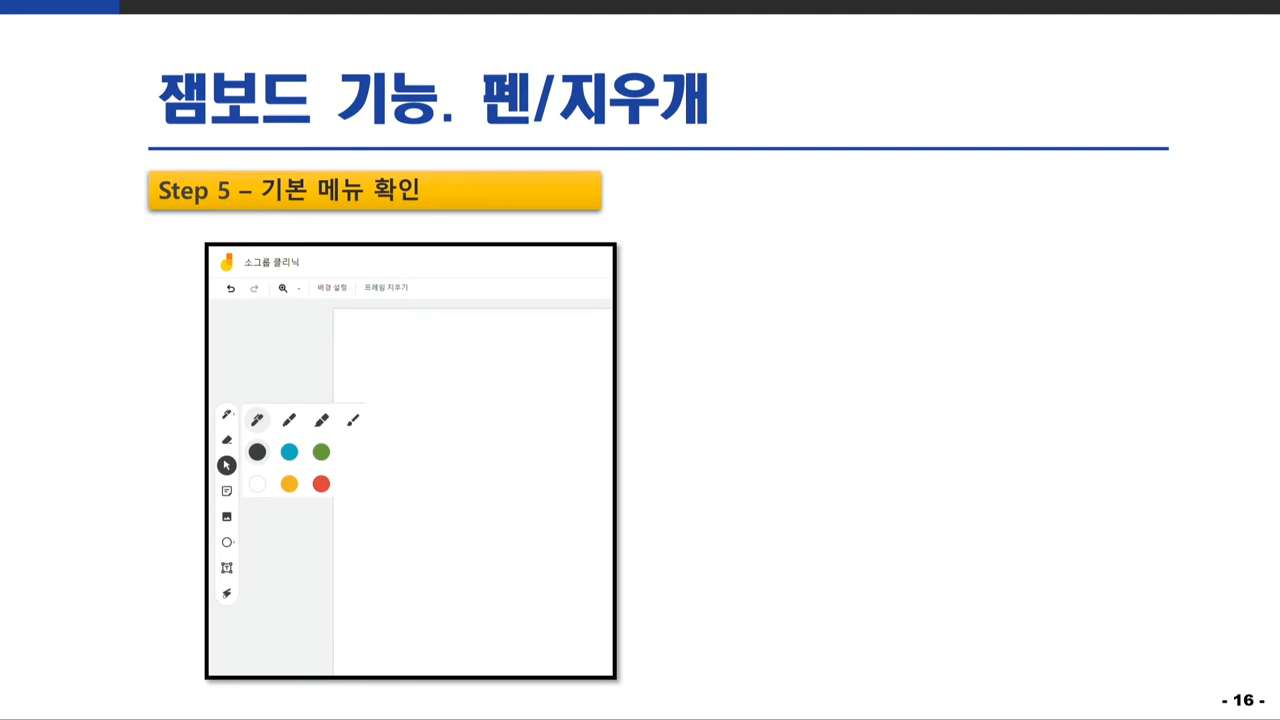 잼보드 기능. 펜/지우개
Step 5 – 기본 메뉴 확인
소그룹 클리닉
배경 설정 프레임 지우기
- 16 -